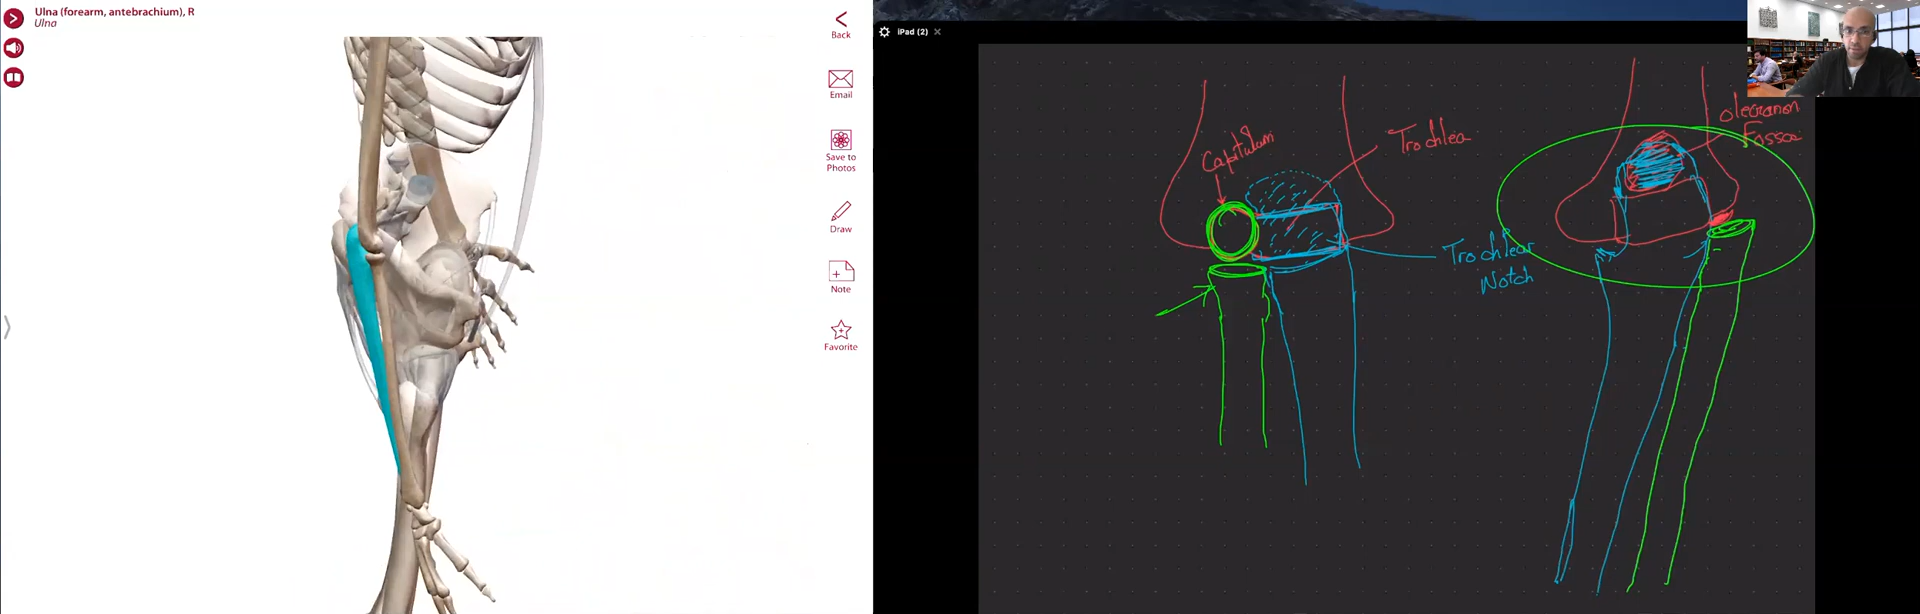 Ulna (forearm, antebrachium), R
Ulna
Back
Email
Save to
Photos
Draw
Note
Favorite
iPad (2)
Capitulum
Trochlea
Trochlear
Notch
olecranon
Fossa